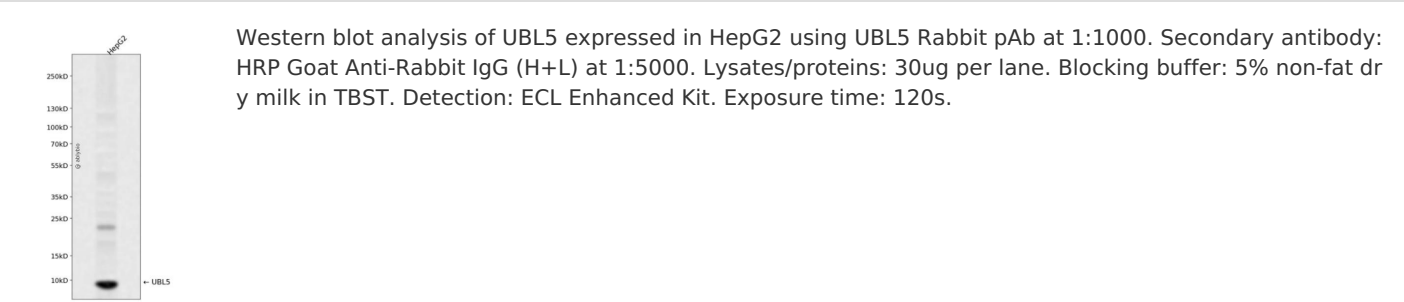 HepG2
250kD
130kD
100kD
70kD
55kD
35kD
25kD
15kD
10kD
← UBL5
Western blot analysis of UBL5 expressed in HepG2 using UBL5 Rabbit pAb at 1:1000. Secondary antibody:
HRP Goat Anti-Rabbit IgG (H+L) at 1:5000. Lysates/proteins: 30ug per lane. Blocking buffer: 5% non-fat dr
y milk in TBST. Detection: ECL Enhanced Kit. Exposure time: 120s.